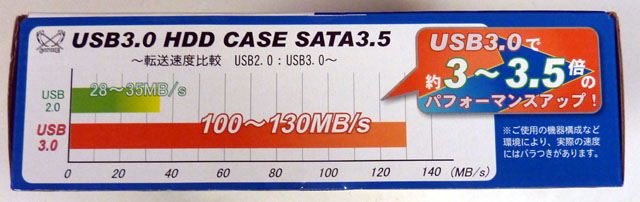 USB3.0 HDD CASE SATA3.5
～転送速度比較 USB2.0：USB3.0～
USB3.0で
約3～3.5倍の
パフォーマンスアップ！
USB
2.0
28～35MB/s
USB
3.0
100～130MB/s
0 20 40 60 80 100 120 140 (MB/s)
※ご使用の機器構成など
環境により、実際の速度
にはバラつきがあります。